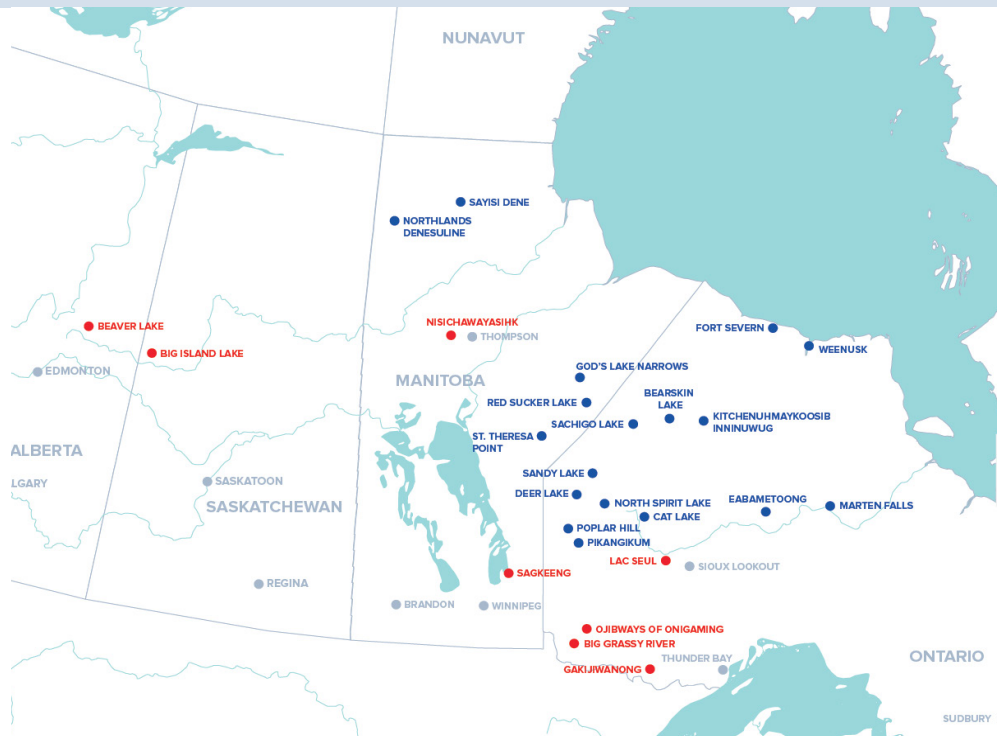 NUNAVUT
SAYISI DENE
NORTHLANDS
DENESULINE
NISICHAWAYASIHK
THOMPSON
BEAVER LAKE
BIG ISLAND LAKE
EDMONTON
FORT SEVERN
WEENUSK
GOD'S LAKE NARROWS
MANITOBA
RED SUCKER LAKE
BEARSKIN
LAKE
SACHIGO LAKE
KITCHENUHMAYKOOSIB
INNINUWUG
ST. THERESA
POINT
ALBERTA
LGARY
SASKATOON
SASKATCHEWAN
SANDY LAKE
DEER LAKE
NORTH SPIRIT LAKE
CAT LAKE
EABAMETOONG
MARTEN FALLS
POPLAR HILL
PIKANGIKUM
LAC SEUL
SIOUX LOOKOUT
SAGKEENG
REGINA
BRANDON
WINNIPEG
OJIBWAYS OF ONIGAMING
BIG GRASSY RIVER
THUNDER BAY
GAKIJIWANONG
ONTARIO
SUDBURY